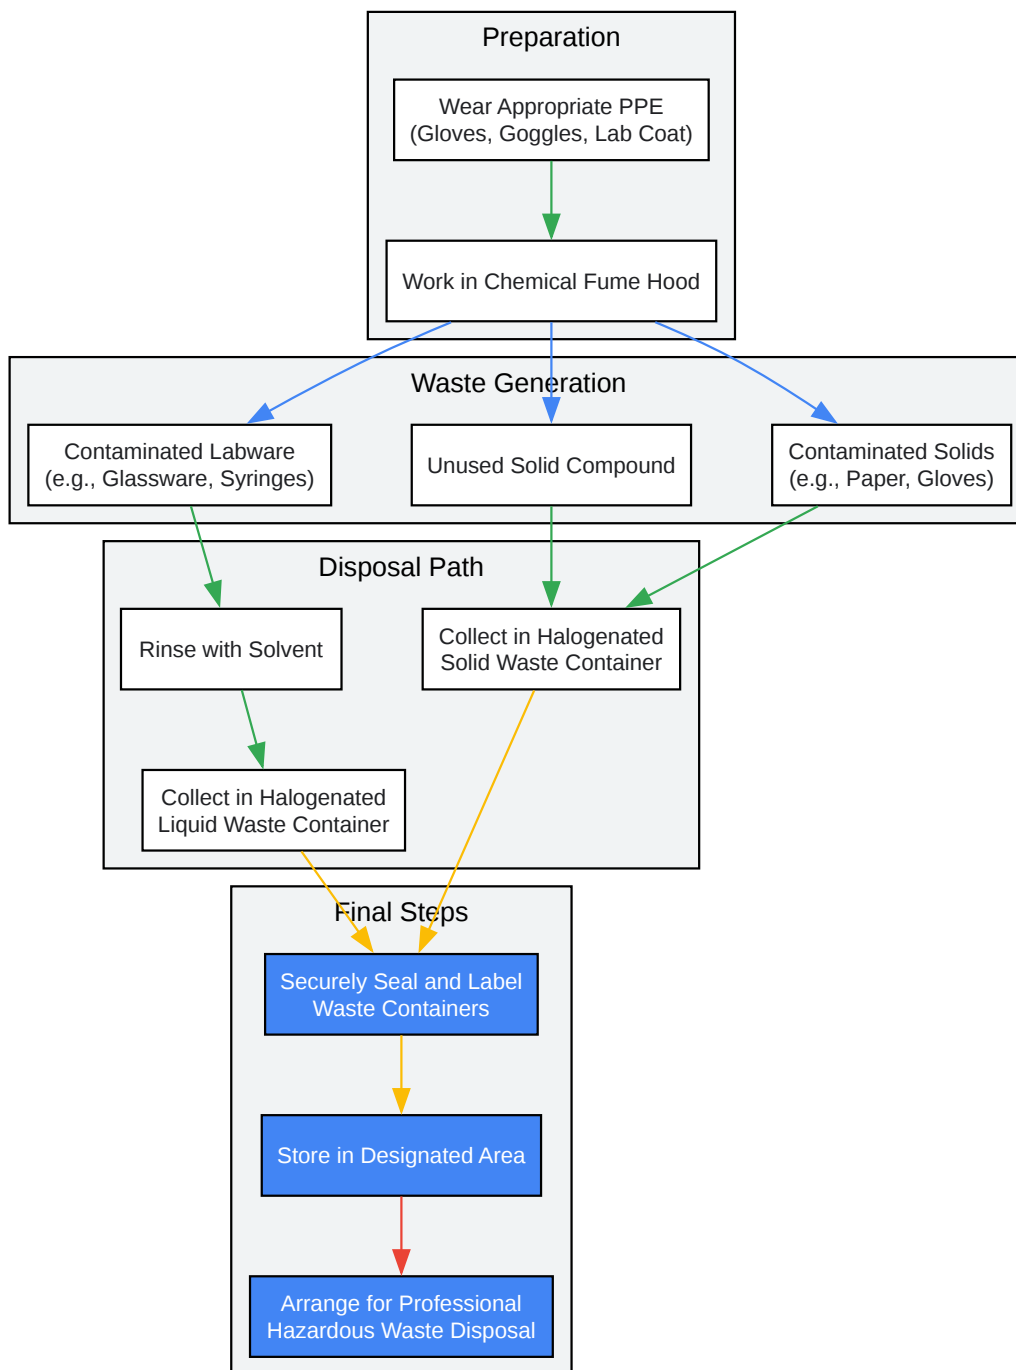 Preparation
Wear Appropriate PPE
(Gloves, Goggles, Lab Coat)
Work in Chemical Fume Hood
Waste Generation
Contaminated Labware
(e.g., Glassware, Syringes)
Unused Solid Compound
Contaminated Solids
(e.g., Paper, Gloves)
Disposal Path
Rinse with Solvent
Collect in Halogenated
Solid Waste Container
Collect in Halogenated
Liquid Waste Container
Final Steps
Securely Seal and Label
Waste Containers
Store in Designated Area
Arrange for Professional
Hazardous Waste Disposal